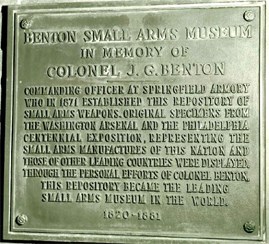 BENTON SMALL ARMS MUSEUM
IN MEMORY OF
COLONEL J. G. BENTON
COMMANDING OFFICER AT SPRINGFIELD ARMORY
WHO IN 1871 ESTABLISHED THIS REPOSITORY OF
SMALL ARMS WEAPONS. ORIGINAL SPECIMENS FROM
THE WASHINGTON ARSENAL AND THE PHILADELPHIA
CENTENNIAL EXPOSITION, REPRESENTING THE
SMALL ARMS MANUFACTURES OF THIS NATION AND
THOSE OF OTHER LEADING COUNTRIES WERE DISPLAYED
THROUGH THE PERSONAL EFFORTS OF COLONEL BENTON.
THIS REPOSITORY BECAME THE LEADING
SMALL ARMS MUSEUM IN THE WORLD.
1820-1881